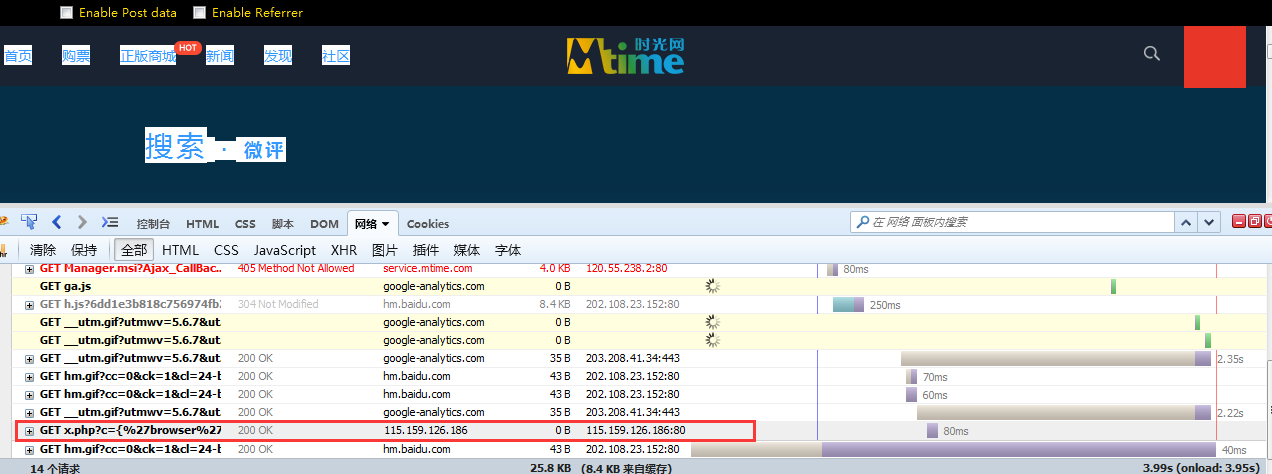 Enable Post data Enable Referrer
首页 购票 正版商城 HOT 新闻 发现 社区 Mtime 时光网
搜索 · 微评
控制台 HTML CSS 脚本 DOM 网络 Cookies 在 网络 面板内搜索
清除 保持 全部 HTML CSS JavaScript XHR 图片 插件 媒体 字体
GET Manager.msi?Ajax_CallBac... 405 Method Not Allowed service.mtime.com 4.0 KB 120.55.238.2:80 80ms
GET ga.js google-analytics.com 0 B
GET h.js?6dd1e3b818c756974fb 304 Not Modified hm.baidu.com 8.4 KB 202.108.23.152:80 250ms
GET __utm.gif?utmwv=5.6.7&ut google-analytics.com 0 B
GET __utm.gif?utmwv=5.6.7&ut google-analytics.com 0 B
GET __utm.gif?utmwv=5.6.7&ut 200 OK google-analytics.com 35 B 203.208.41.34:443 2.35s
GET hm.gif?cc=0&ck=1&cl=24-b 200 OK hm.baidu.com 43 B 202.108.23.152:80 70ms
GET hm.gif?cc=0&ck=1&cl=24-b 200 OK hm.baidu.com 43 B 202.108.23.152:80 60ms
GET __utm.gif?utmwv=5.6.7&ut 200 OK google-analytics.com 35 B 203.208.41.34:443 2.22s
GET x.php?c={%27browser%27 200 OK 115.159.126.186 0 B 115.159.126.186:80 80ms
GET hm.gif?cc=0&ck=1&cl=24-b 200 OK hm.baidu.com 43 B 202.108.23.152:80 40ms
14 个请求 25.8 KB (8.4 KB 来自缓存) 3.99s (onload: 3.95s)